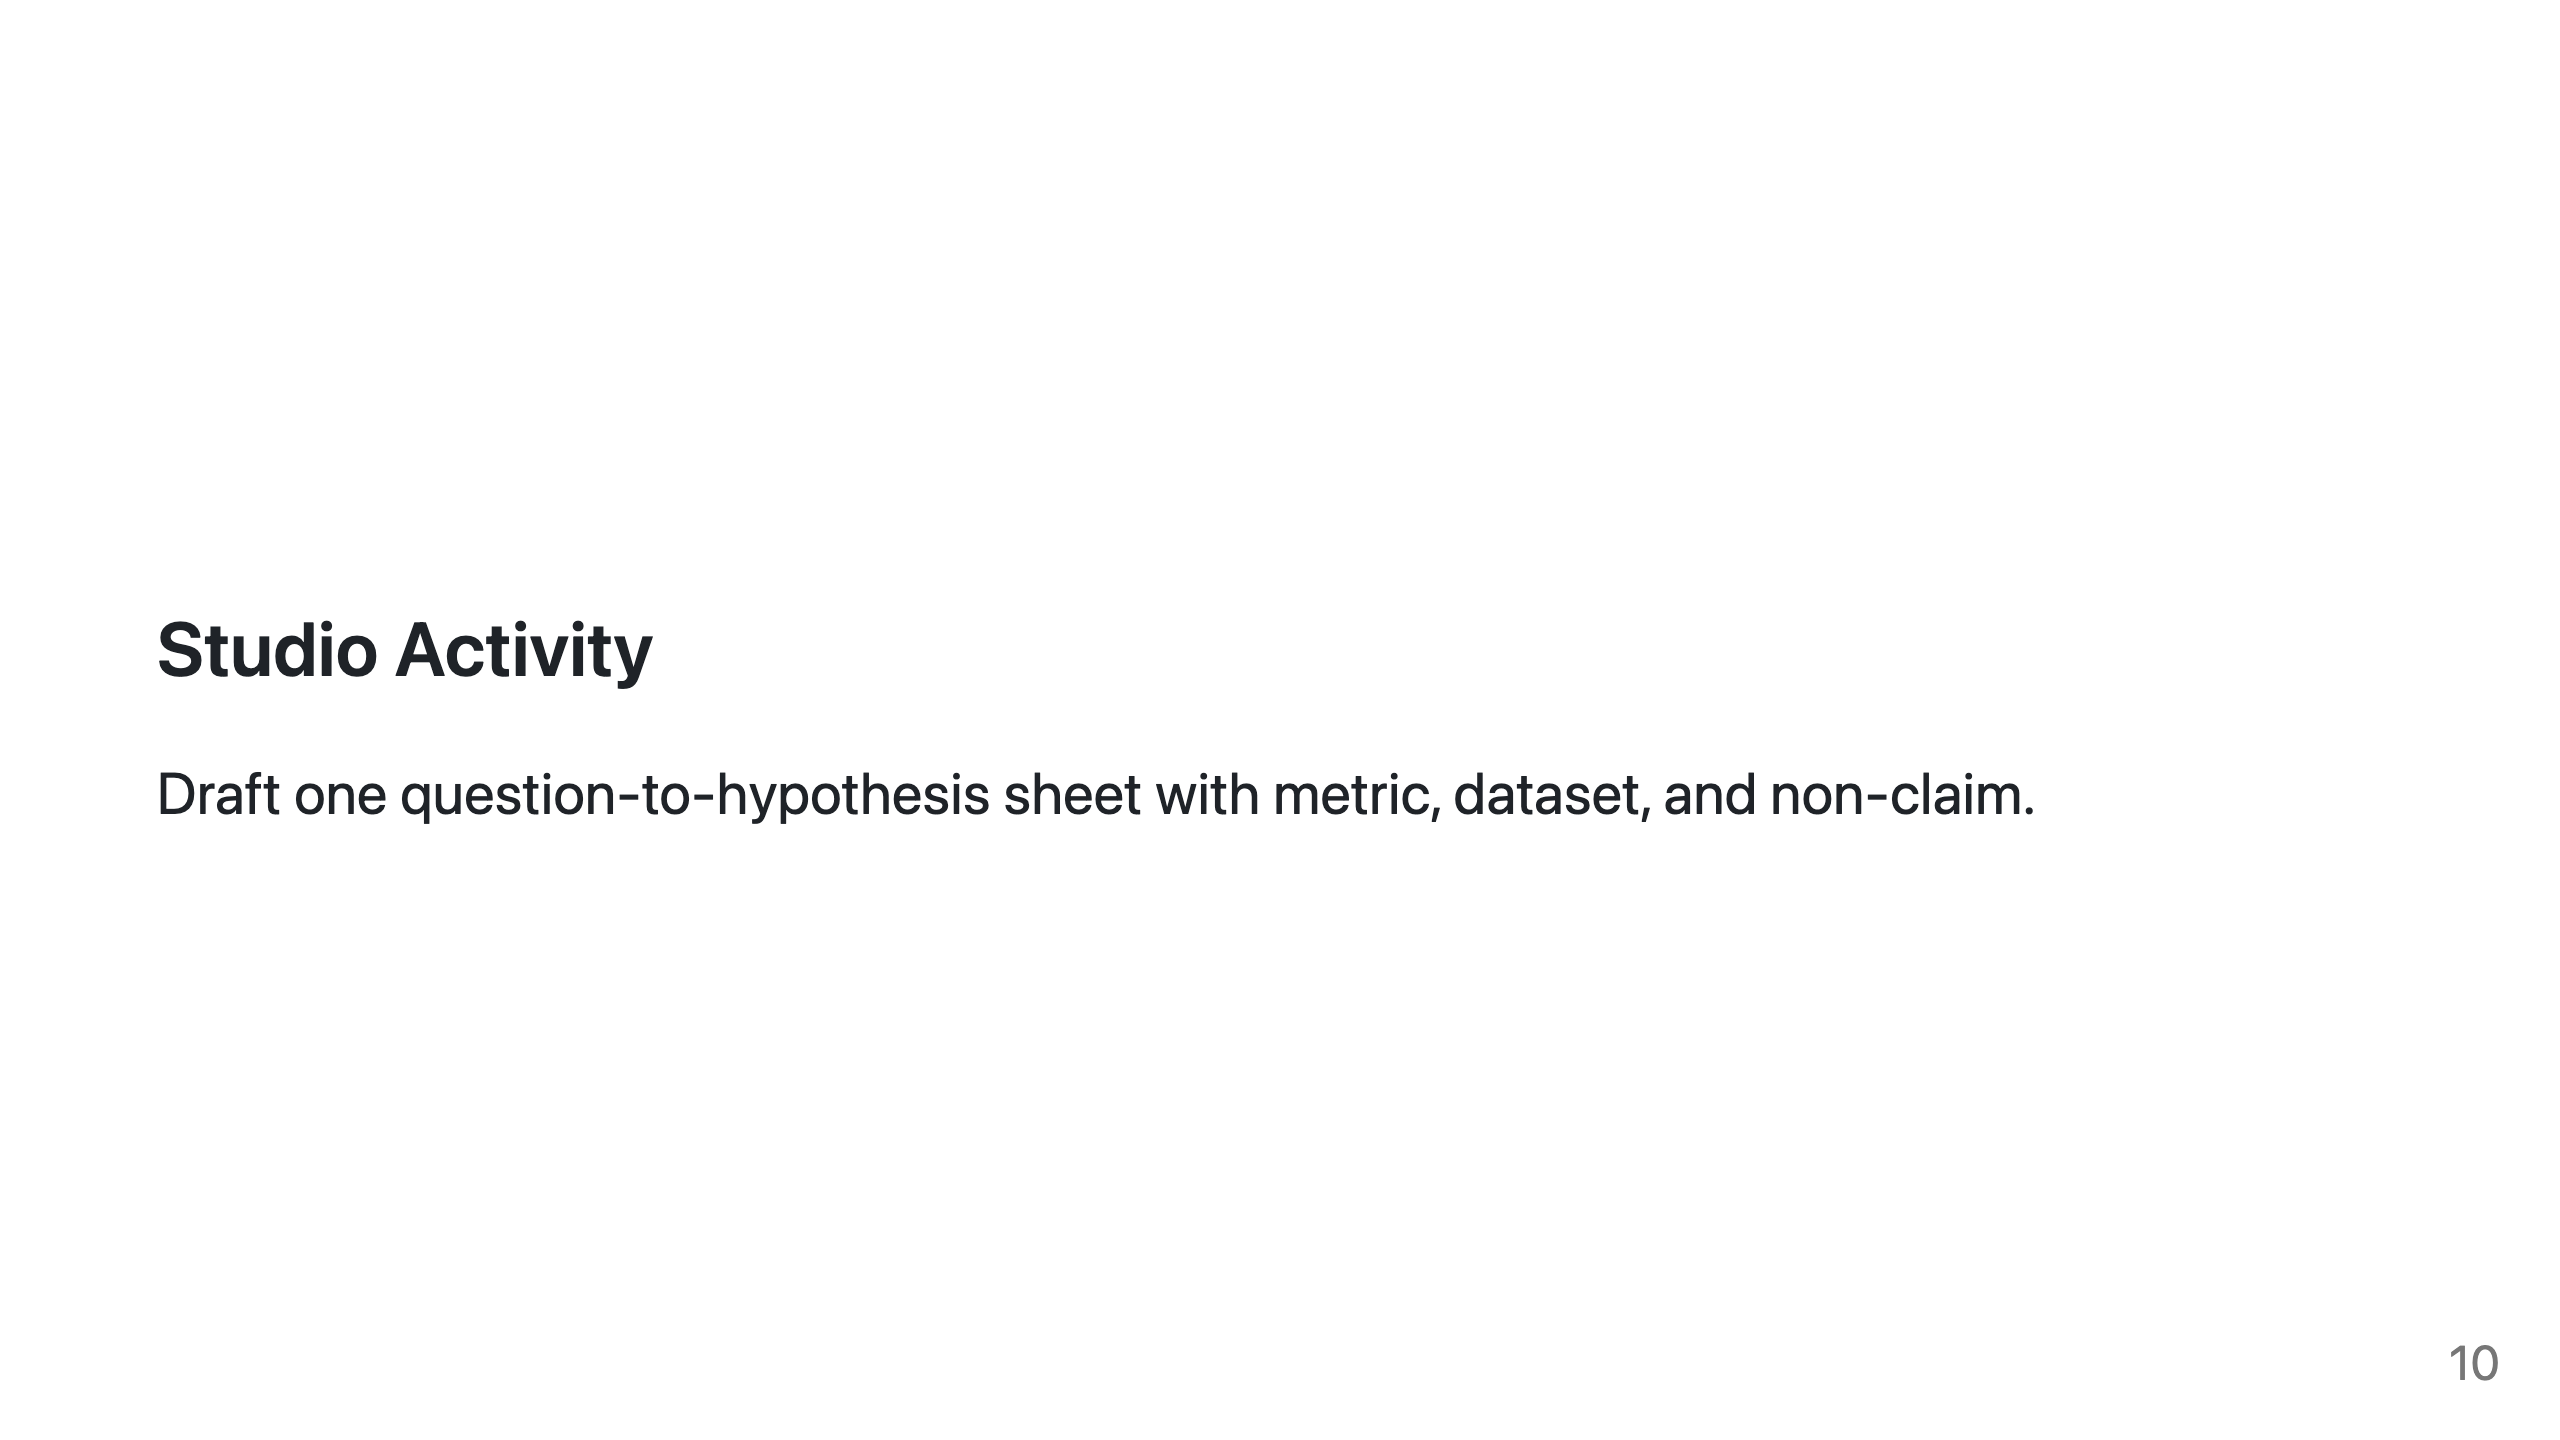 Studio Activity
Draft one question-to-hypothesis sheet with metric, dataset, and non-claim.
10